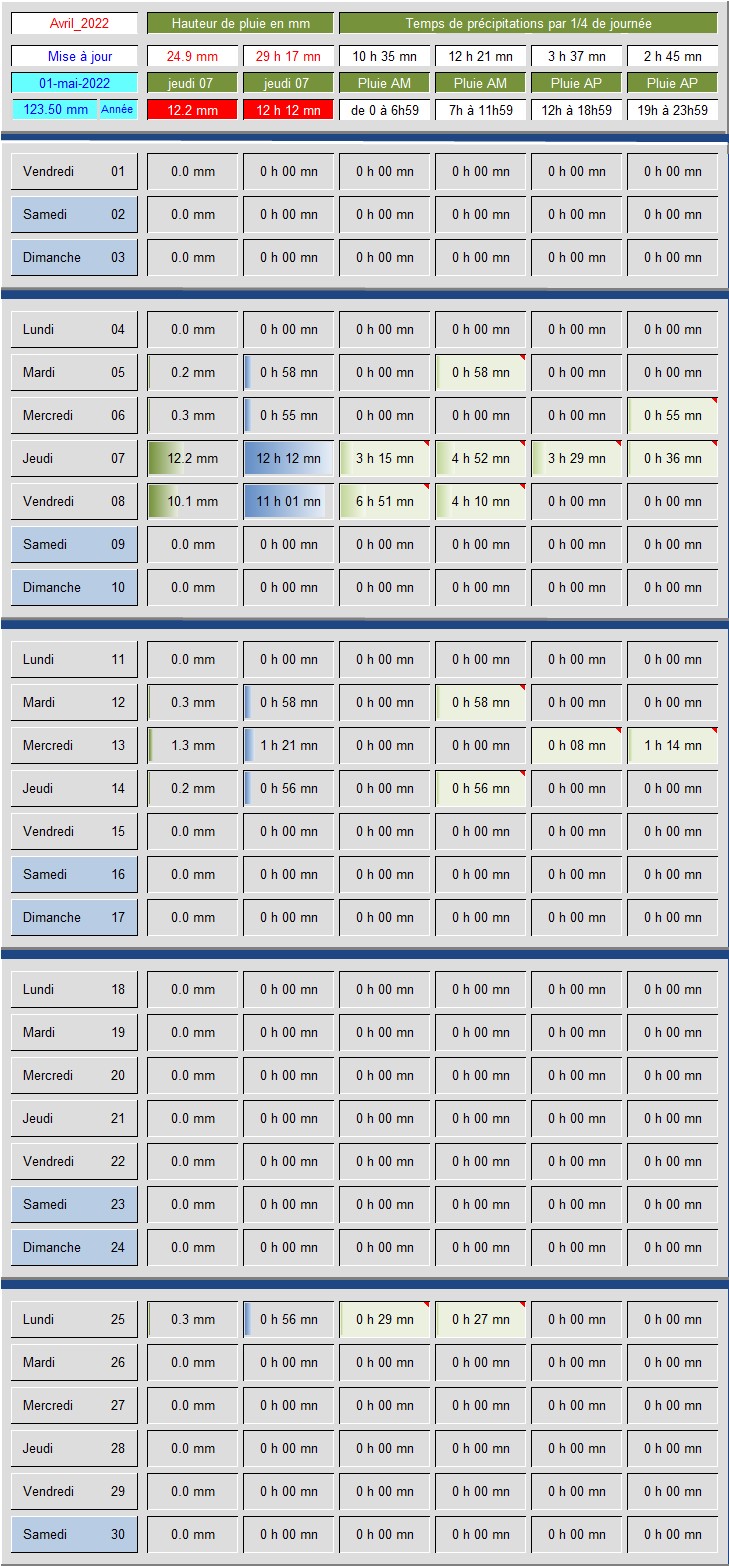 Avril_2022 Hauteur de pluie en mm Temps de précipitations par 1/4 de journée
Mise à jour 24.9 mm 29 h 17 mn 10 h 35 mn 12 h 21 mn 3 h 37 mn 2 h 45 mn
01-mai-2022 jeudi 07 jeudi 07 Pluie AM Pluie AM Pluie AP Pluie AP
123.50 mm Année 12.2 mm 12 h 12 mn de 0 à 6h59 7h à 11h59 12h à 18h59 19h à 23h59
Vendredi 01 0.0 mm 0 h 00 mn 0 h 00 mn 0 h 00 mn 0 h 00 mn 0 h 00 mn
Samedi 02 0.0 mm 0 h 00 mn 0 h 00 mn 0 h 00 mn 0 h 00 mn 0 h 00 mn
Dimanche 03 0.0 mm 0 h 00 mn 0 h 00 mn 0 h 00 mn 0 h 00 mn 0 h 00 mn
Lundi 04 0.0 mm 0 h 00 mn 0 h 00 mn 0 h 00 mn 0 h 00 mn 0 h 00 mn
Mardi 05 0.2 mm 0 h 58 mn 0 h 00 mn 0 h 58 mn 0 h 00 mn 0 h 00 mn
Mercredi 06 0.3 mm 0 h 55 mn 0 h 00 mn 0 h 00 mn 0 h 00 mn 0 h 55 mn
Jeudi 07 12.2 mm 12 h 12 mn 3 h 15 mn 4 h 52 mn 3 h 29 mn 0 h 36 mn
Vendredi 08 10.1 mm 11 h 01 mn 6 h 51 mn 4 h 10 mn 0 h 00 mn 0 h 00 mn
Samedi 09 0.0 mm 0 h 00 mn 0 h 00 mn 0 h 00 mn 0 h 00 mn 0 h 00 mn
Dimanche 10 0.0 mm 0 h 00 mn 0 h 00 mn 0 h 00 mn 0 h 00 mn 0 h 00 mn
Lundi 11 0.0 mm 0 h 00 mn 0 h 00 mn 0 h 00 mn 0 h 00 mn 0 h 00 mn
Mardi 12 0.3 mm 0 h 58 mn 0 h 00 mn 0 h 58 mn 0 h 00 mn 0 h 00 mn
Mercredi 13 1.3 mm 1 h 21 mn 0 h 00 mn 0 h 00 mn 0 h 08 mn 1 h 14 mn
Jeudi 14 0.2 mm 0 h 56 mn 0 h 00 mn 0 h 56 mn 0 h 00 mn 0 h 00 mn
Vendredi 15 0.0 mm 0 h 00 mn 0 h 00 mn 0 h 00 mn 0 h 00 mn 0 h 00 mn
Samedi 16 0.0 mm 0 h 00 mn 0 h 00 mn 0 h 00 mn 0 h 00 mn 0 h 00 mn
Dimanche 17 0.0 mm 0 h 00 mn 0 h 00 mn 0 h 00 mn 0 h 00 mn 0 h 00 mn
Lundi 18 0.0 mm 0 h 00 mn 0 h 00 mn 0 h 00 mn 0 h 00 mn 0 h 00 mn
Mardi 19 0.0 mm 0 h 00 mn 0 h 00 mn 0 h 00 mn 0 h 00 mn 0 h 00 mn
Mercredi 20 0.0 mm 0 h 00 mn 0 h 00 mn 0 h 00 mn 0 h 00 mn 0 h 00 mn
Jeudi 21 0.0 mm 0 h 00 mn 0 h 00 mn 0 h 00 mn 0 h 00 mn 0 h 00 mn
Vendredi 22 0.0 mm 0 h 00 mn 0 h 00 mn 0 h 00 mn 0 h 00 mn 0 h 00 mn
Samedi 23 0.0 mm 0 h 00 mn 0 h 00 mn 0 h 00 mn 0 h 00 mn 0 h 00 mn
Dimanche 24 0.0 mm 0 h 00 mn 0 h 00 mn 0 h 00 mn 0 h 00 mn 0 h 00 mn
Lundi 25 0.3 mm 0 h 56 mn 0 h 29 mn 0 h 27 mn 0 h 00 mn 0 h 00 mn
Mardi 26 0.0 mm 0 h 00 mn 0 h 00 mn 0 h 00 mn 0 h 00 mn 0 h 00 mn
Mercredi 27 0.0 mm 0 h 00 mn 0 h 00 mn 0 h 00 mn 0 h 00 mn 0 h 00 mn
Jeudi 28 0.0 mm 0 h 00 mn 0 h 00 mn 0 h 00 mn 0 h 00 mn 0 h 00 mn
Vendredi 29 0.0 mm 0 h 00 mn 0 h 00 mn 0 h 00 mn 0 h 00 mn 0 h 00 mn
Samedi 30 0.0 mm 0 h 00 mn 0 h 00 mn 0 h 00 mn 0 h 00 mn 0 h 00 mn